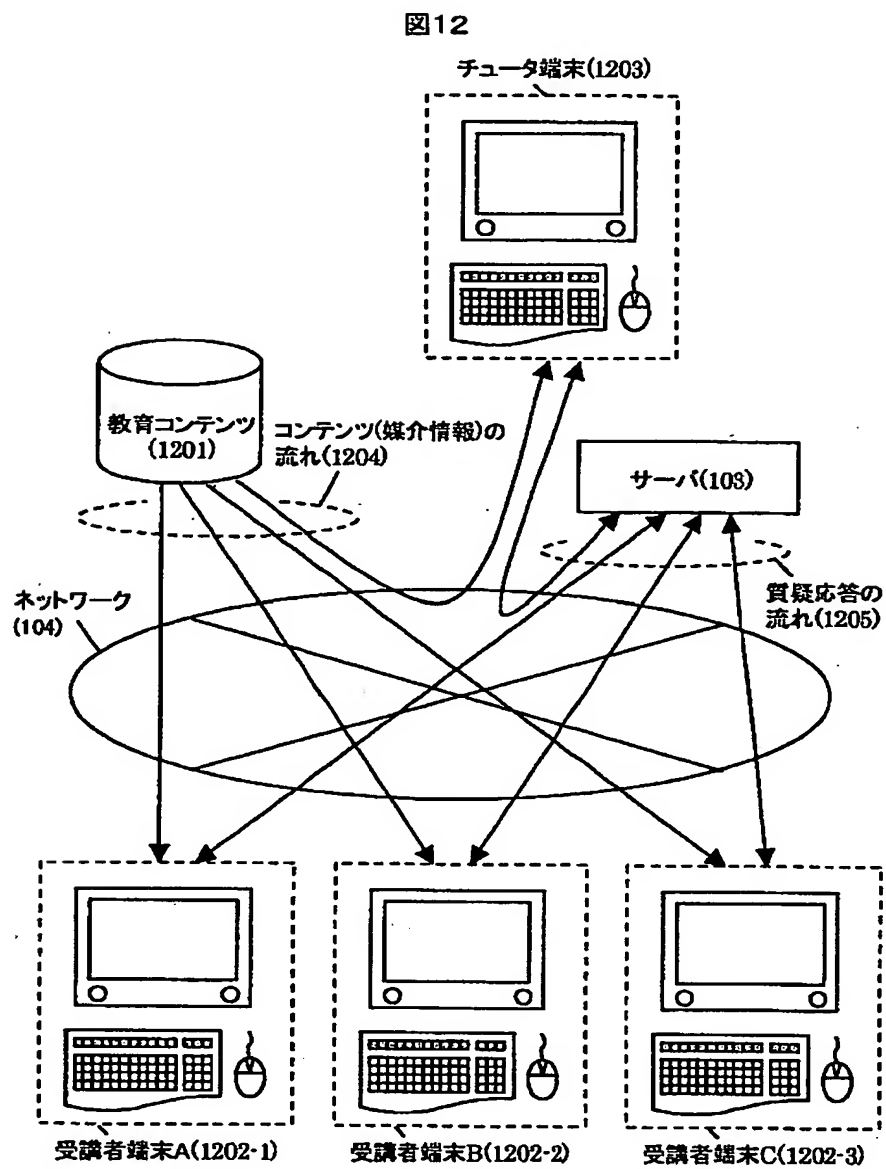 図12
チュータ端末(1203)
教育コンテンツ
(1201)
コンテンツ(媒介情報)の
流れ(1204)
サーバ(103)
ネットワーク
(104)
質疑応答の
流れ(1205)
受講者端末A(1202-1)
受講者端末B(1202-2)
受講者端末C(1202-3)